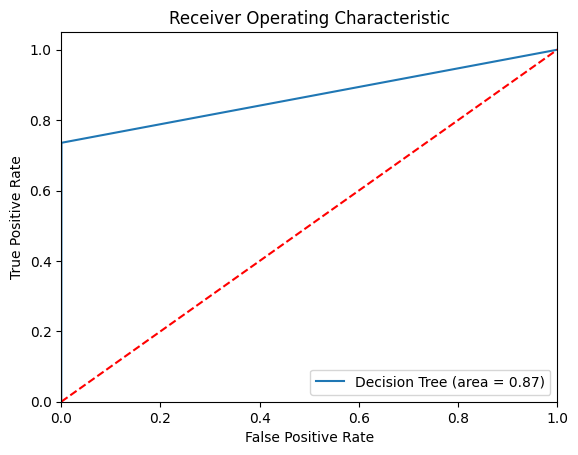 Receiver Operating Characteristic
True Positive Rate
1.0
0.8
0.6
0.4
0.2
0.0
Decision Tree (area = 0.87)
0.0 0.2 0.4 0.6 0.8 1.0
False Positive Rate